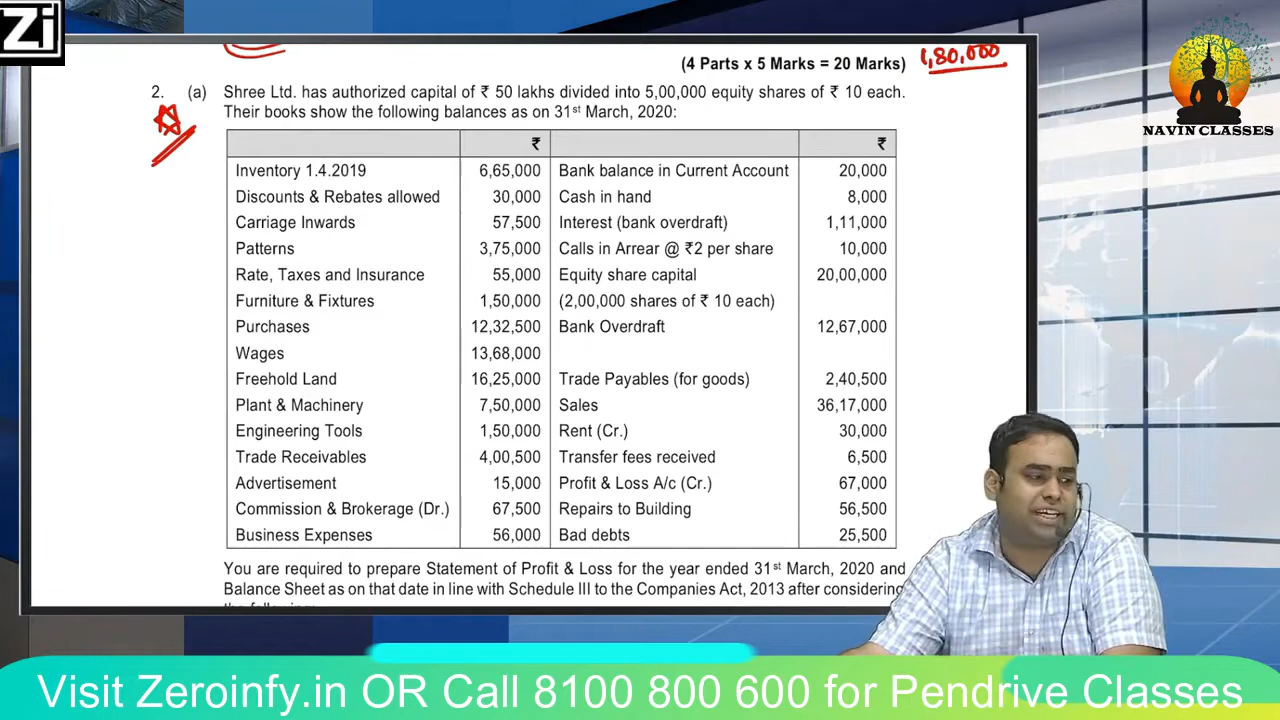 Zi
(4 Parts x 5 Marks = 20 Marks) 1,80,000
NAVIN CLASSES
2. (a) Shree Ltd. has authorized capital of ₹ 50 lakhs divided into 5,00,000 equity shares of ₹ 10 each.
Their books show the following balances as on 31st March, 2020:
₹ ₹
Inventory 1.4.2019 6,65,000 Bank balance in Current Account 20,000
Discounts & Rebates allowed 30,000 Cash in hand 8,000
Carriage Inwards 57,500 Interest (bank overdraft) 1,11,000
Patterns 3,75,000 Calls in Arrear @ ₹2 per share 10,000
Rate, Taxes and Insurance 55,000 Equity share capital 20,00,000
Furniture & Fixtures 1,50,000 (2,00,000 shares of ₹ 10 each)
Purchases 12,32,500 Bank Overdraft 12,67,000
Wages 13,68,000
Freehold Land 16,25,000 Trade Payables (for goods) 2,40,500
Plant & Machinery 7,50,000 Sales 36,17,000
Engineering Tools 1,50,000 Rent (Cr.) 30,000
Trade Receivables 4,00,500 Transfer fees received 6,500
Advertisement 15,000 Profit & Loss A/c (Cr.) 67,000
Commission & Brokerage (Dr.) 67,500 Repairs to Building 56,500
Business Expenses 56,000 Bad debts 25,500
You are required to prepare Statement of Profit & Loss for the year ended 31st March, 2020 and
Balance Sheet as on that date in line with Schedule III to the Companies Act, 2013 after considering
Visit Zeroinfy.in OR Call 8100 800 600 for Pendrive Classes